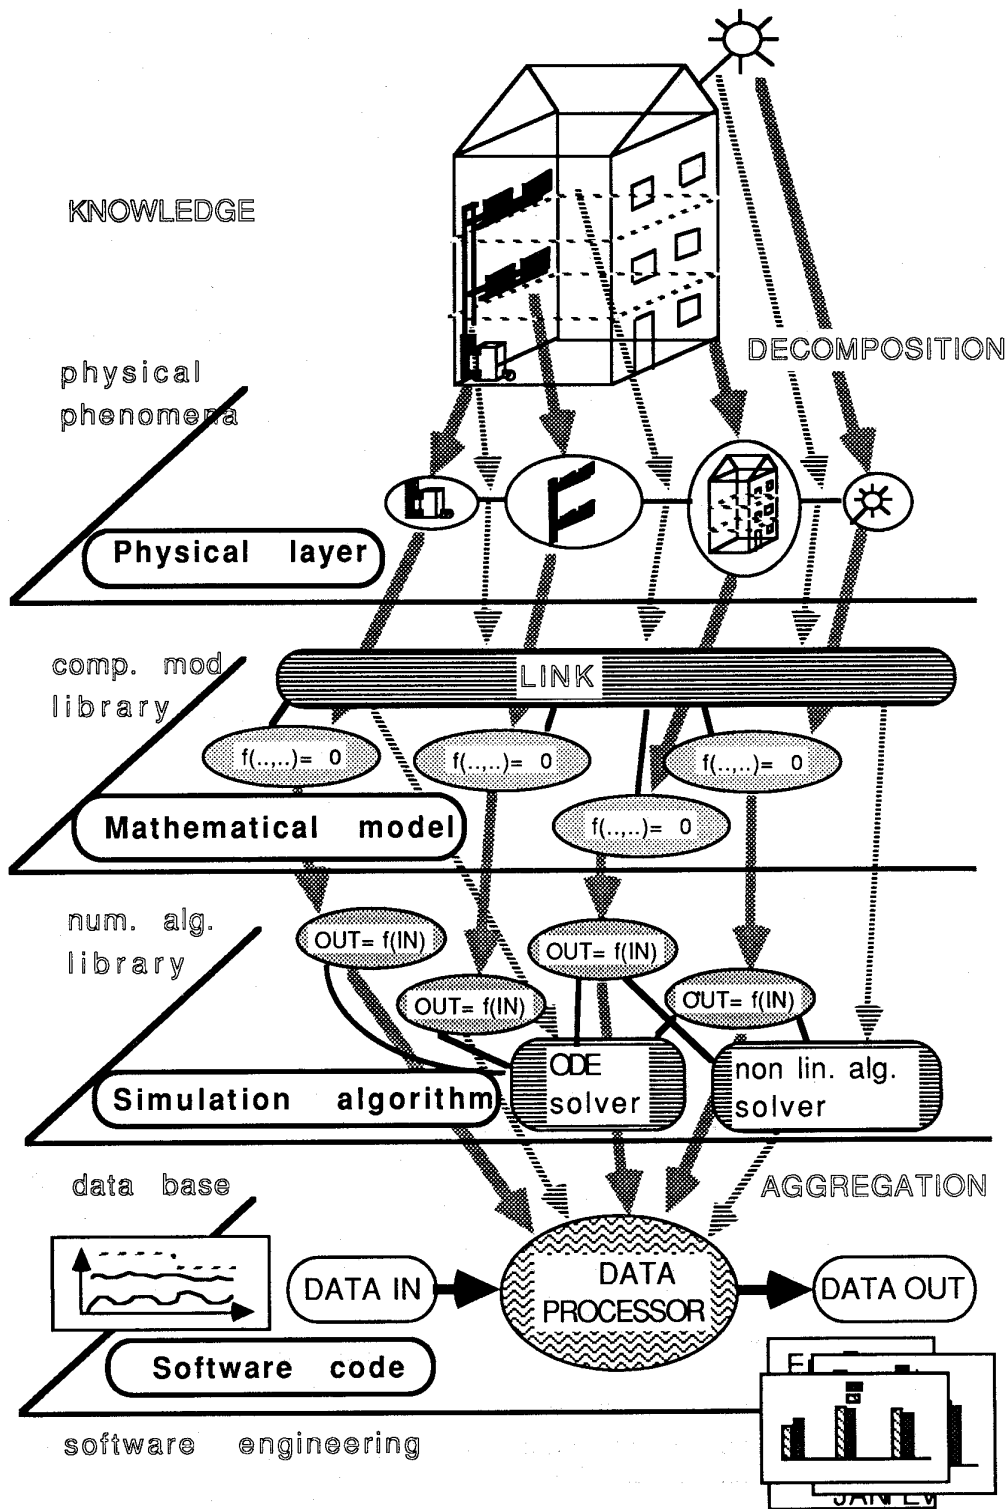 KNOWLEDGE
DECOMPOSITION
physical
phenomena
Physical layer
comp. mod
library
LINK
f(..,..)= 0
f(..,..)= 0
f(..,..)= 0
f(..,..)= 0
Mathematical model
num. alg.
library
OUT= f(IN)
OUT= f(IN)
OUT= f(IN)
OUT= f(IN)
ODE
solver
non lin. alg.
solver
Simulation algorithm
data base
AGGREGATION
DATA IN
DATA
PROCESSOR
DATA OUT
Software code
software engineering